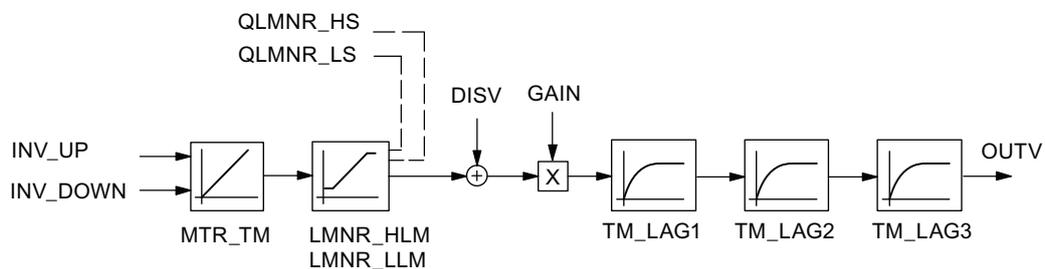 QLMNR_HS
QLMNR_LS
DISV
GAIN
INV_UP
INV_DOWN
+
X
OUTV
MTR_TM
LMNR_HLM
LMNR_LLM
TM_LAG1
TM_LAG2
TM_LAG3